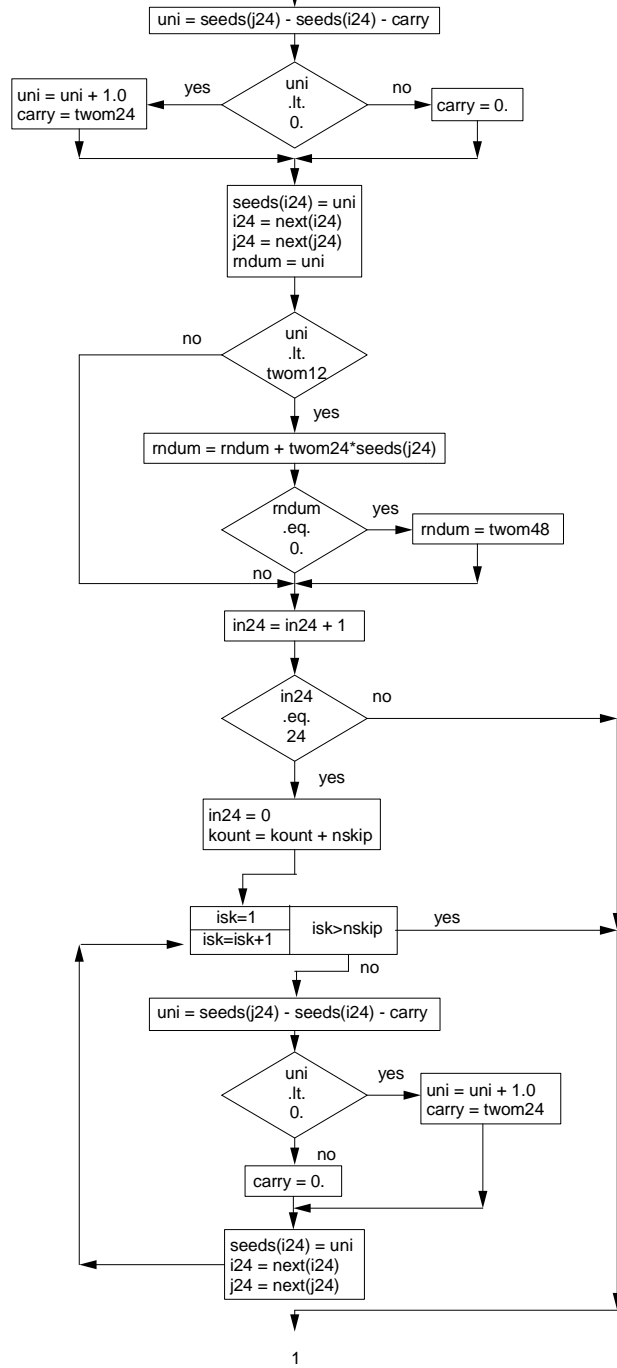 uni = seeds(j24) - seeds(i24) - carry
yes
uni
.lt.
0.
no
uni = uni + 1.0
carry = twom24
carry = 0.
seeds(i24) = uni
i24 = next(i24)
j24 = next(j24)
rndum = uni
no
uni
.lt.
twom12
yes
rndum = rndum + twom24*seeds(j24)
rndum
.eq.
0.
yes
rndum = twom48
no
in24 = in24 + 1
in24
.eq.
24
no
yes
in24 = 0
kount = kount + nskip
isk=1
isk=isk+1
isk>nskip
yes
no
uni = seeds(j24) - seeds(i24) - carry
uni
.lt.
0.
yes
uni = uni + 1.0
carry = twom24
no
carry = 0.
seeds(i24) = uni
i24 = next(i24)
j24 = next(j24)
1